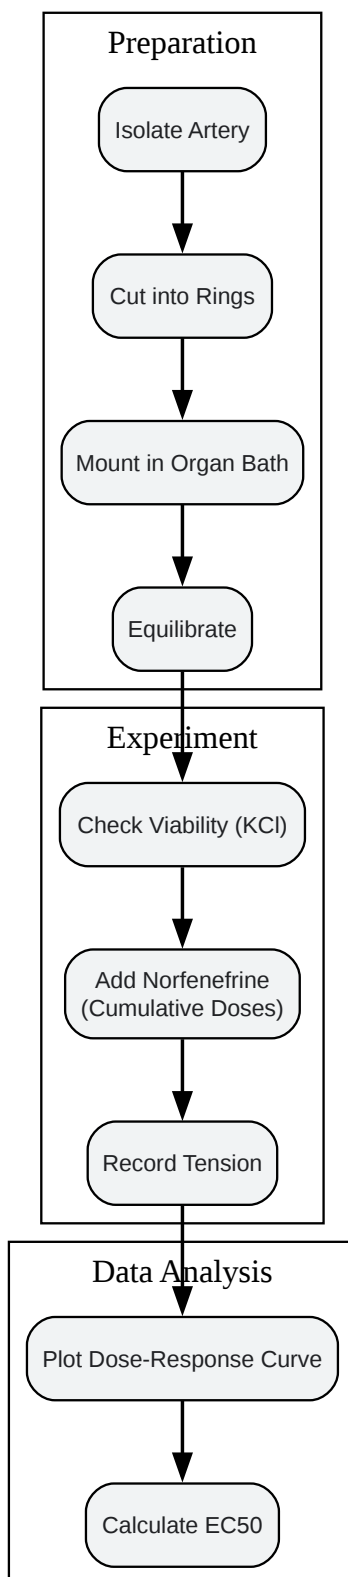 Preparation
Isolate Artery
Cut into Rings
Mount in Organ Bath
Equilibrate
Experiment
Check Viability (KCl)
Add Norfenefrine
(Cumulative Doses)
Record Tension
Data Analysis
Plot Dose-Response Curve
Calculate EC50